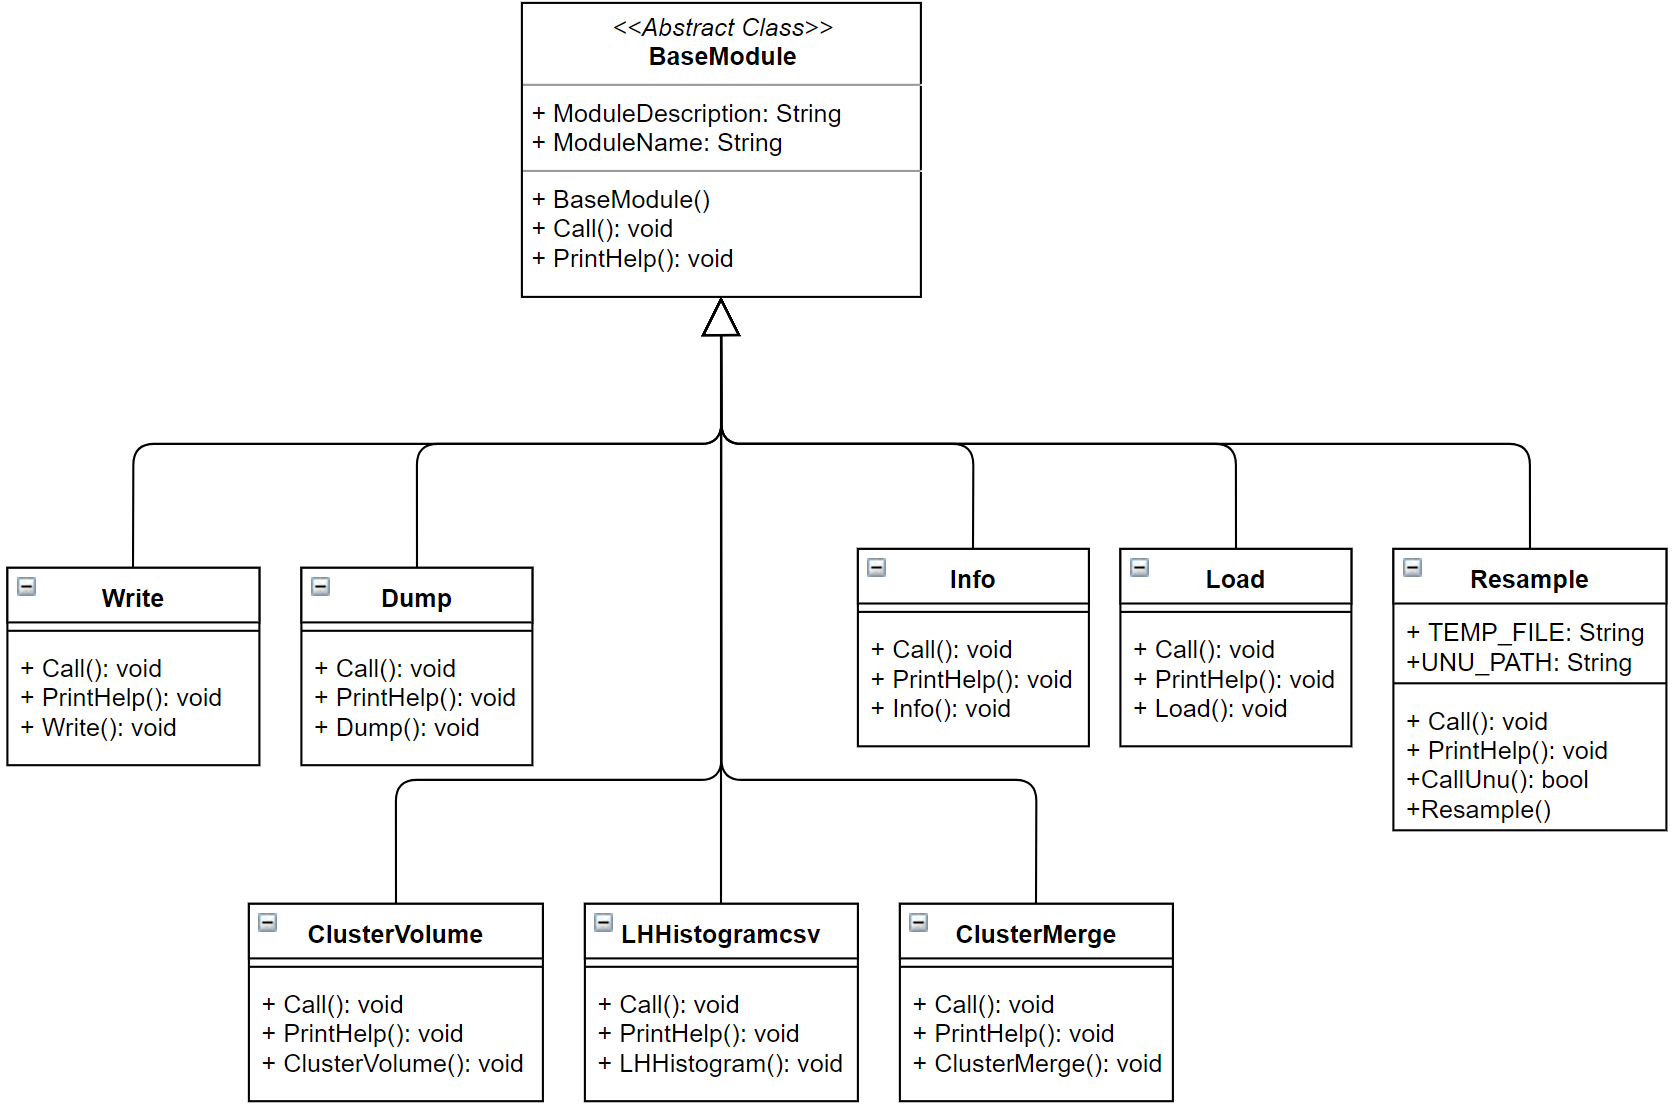 <<Abstract Class>>
BaseModule
+ ModuleDescription: String
+ ModuleName: String
+ BaseModule()
+ Call(): void
+ PrintHelp(): void
Write
+ Call(): void
+ PrintHelp(): void
+ Write(): void
Dump
+ Call(): void
+ PrintHelp(): void
+ Dump(): void
Info
+ Call(): void
+ PrintHelp(): void
+ Info(): void
Load
+ Call(): void
+ PrintHelp(): void
+ Load(): void
Resample
+ TEMP_FILE: String
+UNU_PATH: String
+ Call(): void
+ PrintHelp(): void
+CallUnu(): bool
+Resample()
ClusterVolume
+ Call(): void
+ PrintHelp(): void
+ ClusterVolume(): void
LHHistogramcsv
+ Call(): void
+ PrintHelp(): void
+ LHHistogram(): void
ClusterMerge
+ Call(): void
+ PrintHelp(): void
+ ClusterMerge(): void